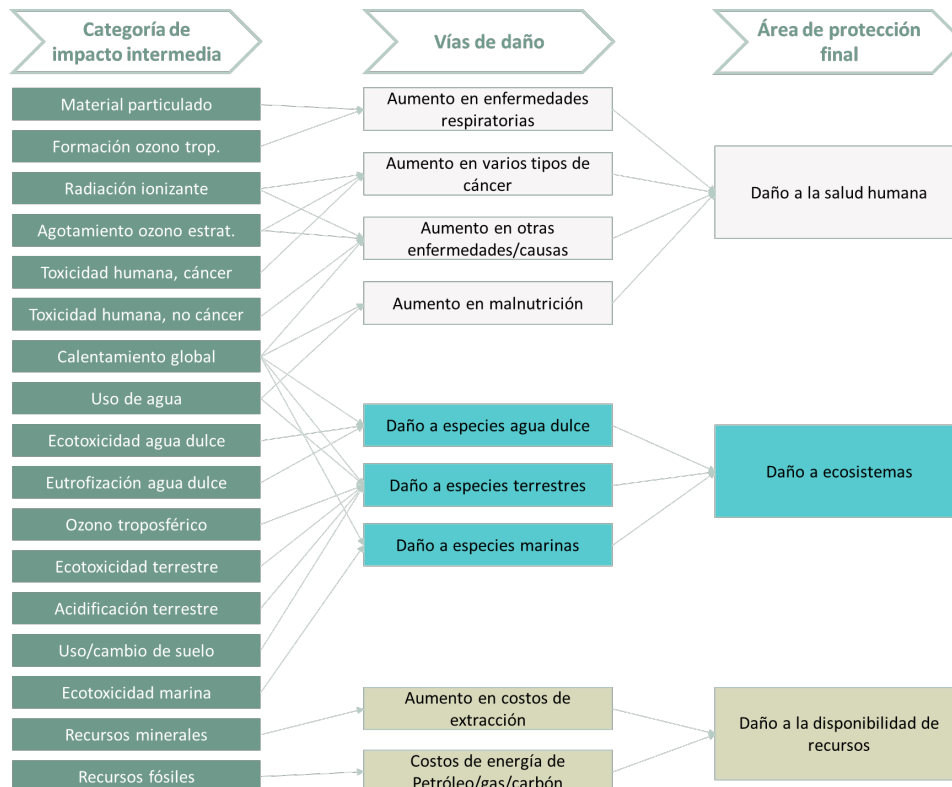 Categoría de
impacto intermedia
Vías de daño
Área de protección
final
Material particulado
Formación ozono trop.
Radiación ionizante
Agotamiento ozono estrat.
Toxicidad humana, cáncer
Toxicidad humana, no cáncer
Calentamiento global
Uso de agua
Ecotoxicidad agua dulce
Eutrofización agua dulce
Ozono troposférico
Ecotoxicidad terrestre
Acidificación terrestre
Uso/cambio de suelo
Ecotoxicidad marina
Recursos minerales
Recursos fósiles
Aumento en enfermedades
respiratorias
Aumento en varios tipos de
cáncer
Aumento en otras
enfermedades/causas
Aumento en malnutrición
Daño a especies agua dulce
Daño a especies terrestres
Daño a especies marinas
Aumento en costos de
extracción
Costos de energía de
Petróleo/gas/carbón
Daño a la salud humana
Daño a ecosistemas
Daño a la disponibilidad de
recursos